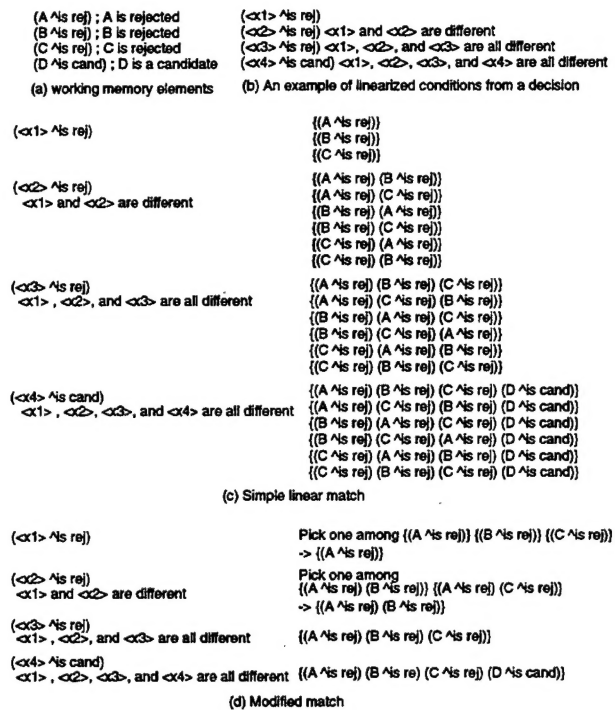 (A ^is rej) ; A is rejected
(B ^is rej) ; B is rejected
(C ^is rej) ; C is rejected
(D ^is cand) ; D is a candidate
(a) working memory elements
(<x1> ^is rej)
(<x2> ^is rej) <x1> and <x2> are different
(<x3> ^is rej) <x1>, <x2>, and <x3> are all different
(<x4> ^is cand) <x1>, <x2>, <x3>, and <x4> are all different
(b) An example of linearized conditions from a decision
(<x1> ^is rej)
{(A ^is rej)}
{(B ^is rej)}
{(C ^is rej)}
(<x2> ^is rej)
<x1> and <x2> are different
{(A ^is rej) (B ^is rej)}
{(A ^is rej) (C ^is rej)}
{(B ^is rej) (A ^is rej)}
{(B ^is rej) (C ^is rej)}
{(C ^is rej) (A ^is rej)}
{(C ^is rej) (B ^is rej)}
(<x3> ^is rej)
<x1> , <x2>, and <x3> are all different
{(A ^is rej) (B ^is rej) (C ^is rej)}
{(A ^is rej) (C ^is rej) (B ^is rej)}
{(B ^is rej) (A ^is rej) (C ^is rej)}
{(B ^is rej) (C ^is rej) (A ^is rej)}
{(C ^is rej) (A ^is rej) (B ^is rej)}
{(C ^is rej) (B ^is rej) (C ^is rej)}
(<x4> ^is cand)
<x1> , <x2>, <x3>, and <x4> are all different
{(A ^is rej) (B ^is rej) (C ^is rej) (D ^is cand)}
{(A ^is rej) (C ^is rej) (B ^is rej) (D ^is cand)}
{(B ^is rej) (A ^is rej) (C ^is rej) (D ^is cand)}
{(B ^is rej) (C ^is rej) (A ^is rej) (D ^is cand)}
{(C ^is rej) (A ^is rej) (B ^is rej) (D ^is cand)}
{(C ^is rej) (B ^is rej) (C ^is rej) (D ^is cand)}
(c) Simple linear match
(<x1> ^is rej)
Pick one among {(A ^is rej)} {(B ^is rej)} {(C ^is rej)}
-> {(A ^is rej)}
(<x2> ^is rej)
<x1> and <x2> are different
Pick one among
{(A ^is rej) (B ^is rej)} {(A ^is rej) (C ^is rej)}
-> {(A ^is rej) (B ^is rej)}
(<x3> ^is rej)
<x1> , <x2>, and <x3> are all different
{(A ^is rej) (B ^is rej) (C ^is rej)}
(<x4> ^is cand)
<x1> , <x2>, <x3>, and <x4> are all different
{(A ^is rej) (B ^is re) (C ^is rej) (D ^is cand)}
(d) Modified match